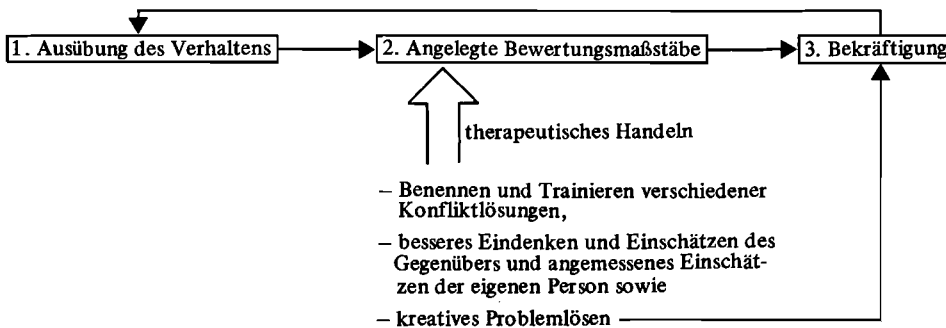 1. Ausübung des Verhaltens
2. Angelegte Bewertungsmaßstäbe
3. Bekräftigung
therapeutisches Handeln
– Benennen und Trainieren verschiedener
Konfliktlösungen,
– besseres Eindenken und Einschätzen des
Gegenübers und angemessenes Einschät-
zen der eigenen Person sowie
– kreatives Problemlösen